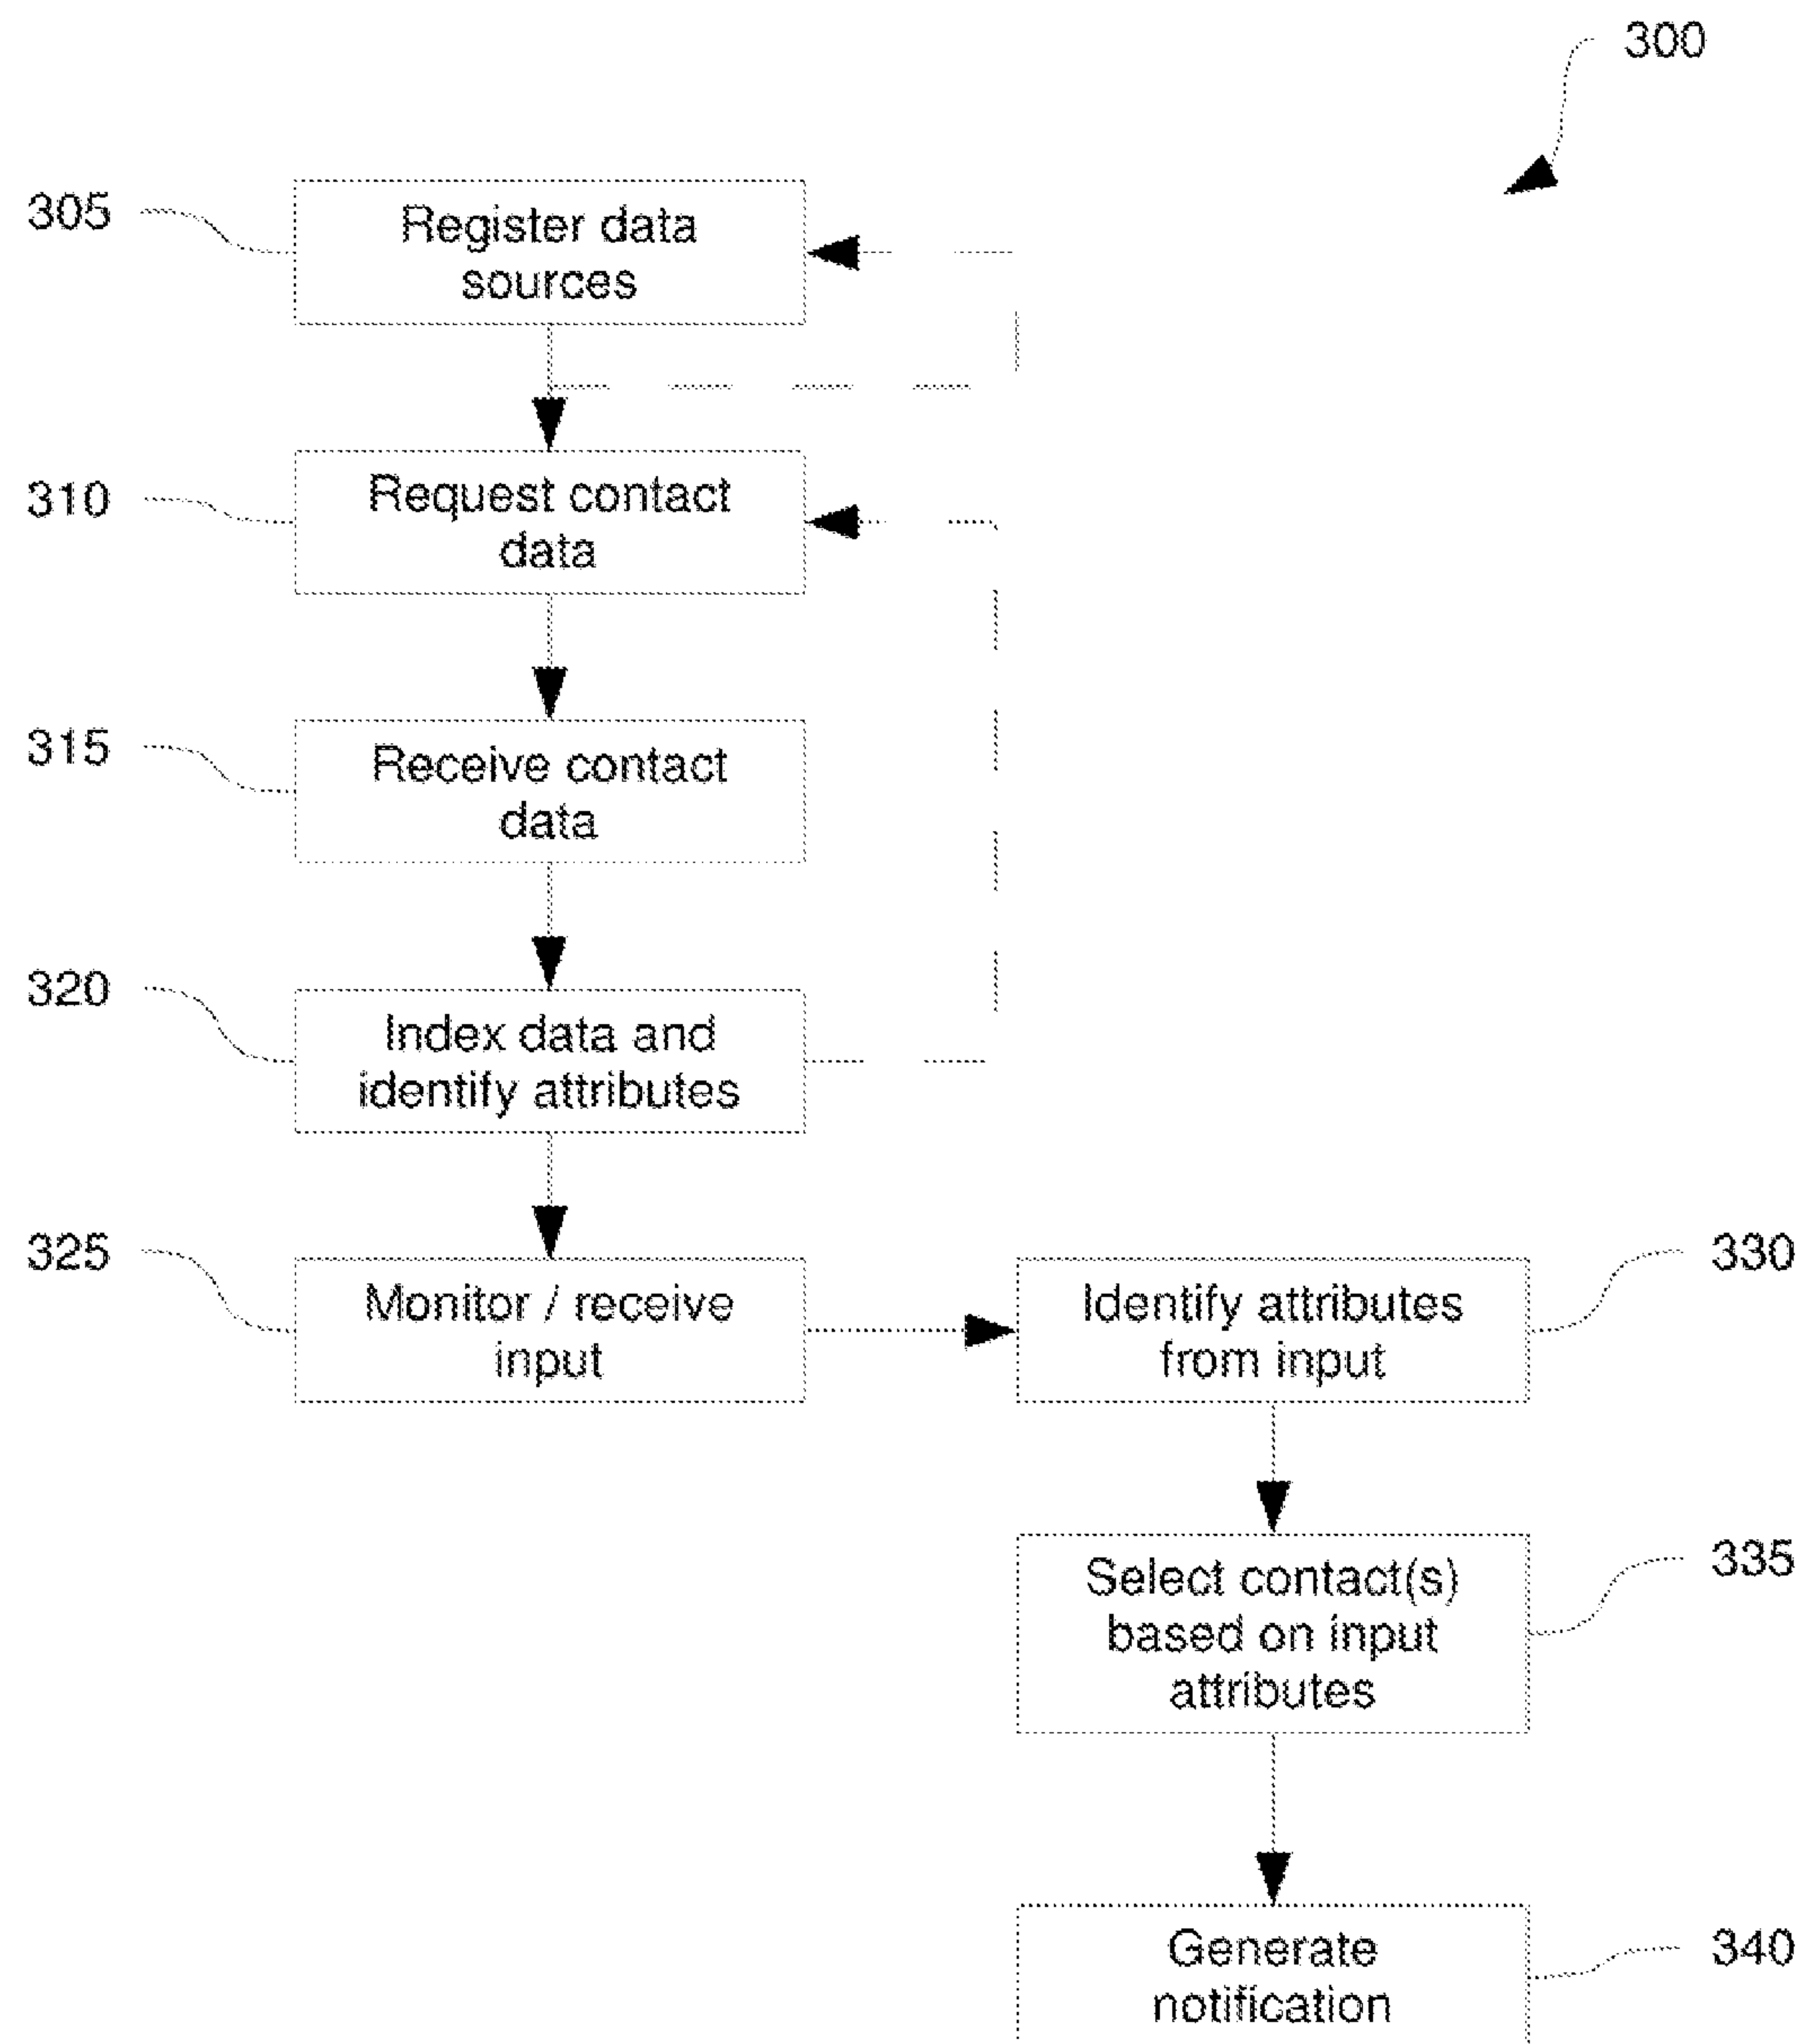 300
305
Register data
sources
310
Request contact
data
315
Receive contact
data
320
Index data and
identify attributes
325
Monitor / receive
input
330
Identify attributes
from input
335
Select contact(s)
based on input
attributes
340
Generate
notification